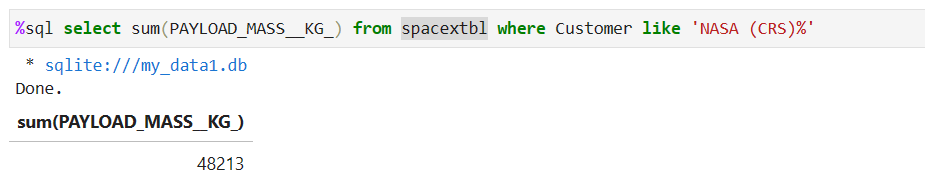 %sql select sum(PAYLOAD_MASS__KG_) from spacextbl where Customer like 'NASA (CRS)%'
* sqlite:///my_data1.db
Done.
sum(PAYLOAD_MASS__KG_)
48213